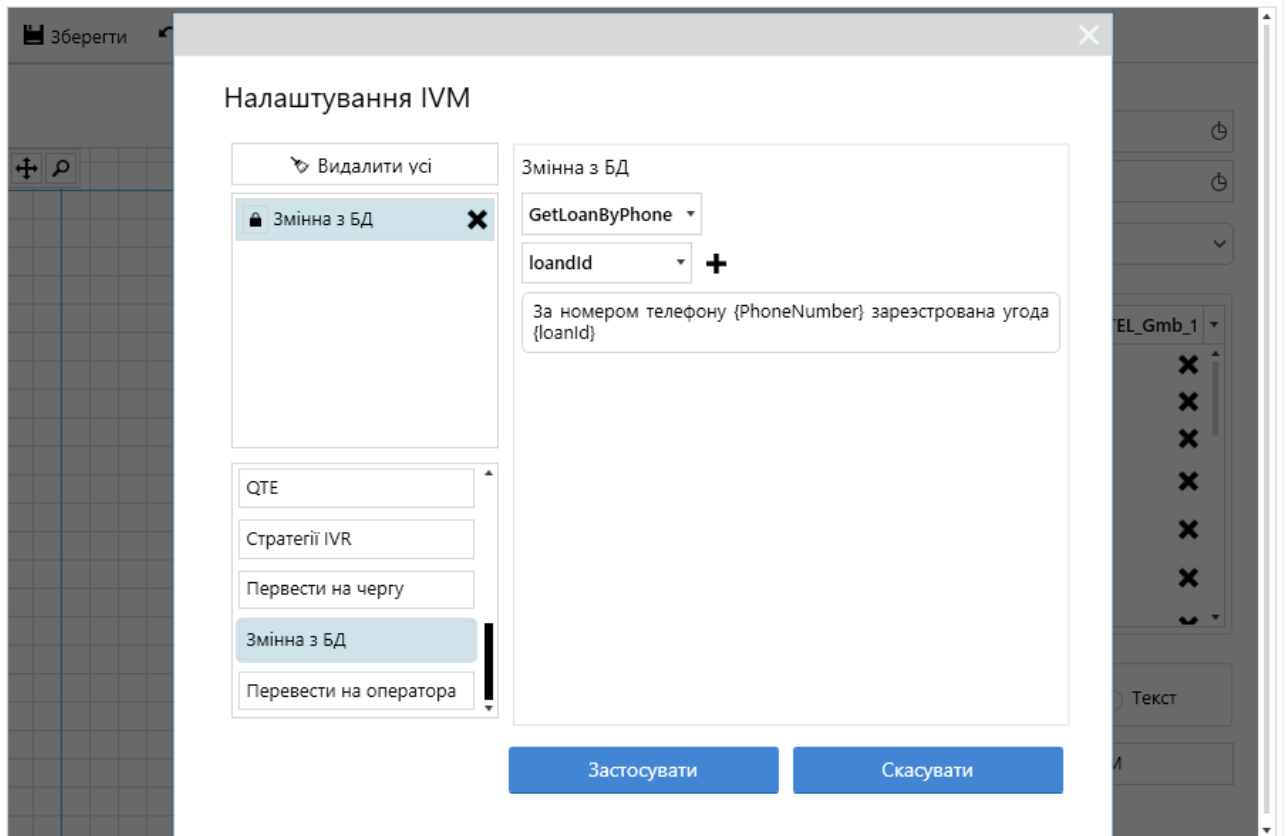 Зберегти
Налаштування IVM
Видалити усі
Змінна з БД
QTE
Стратегії IVR
Первести на чергу
Змінна з БД
Перевести на оператора
Змінна з БД
GetLoanByPhone
loandId
За номером телефону {PhoneNumber} зареэстрована угода
{loanId}
Застосувати
Скасувати
TEL_Gmb_1
Текст